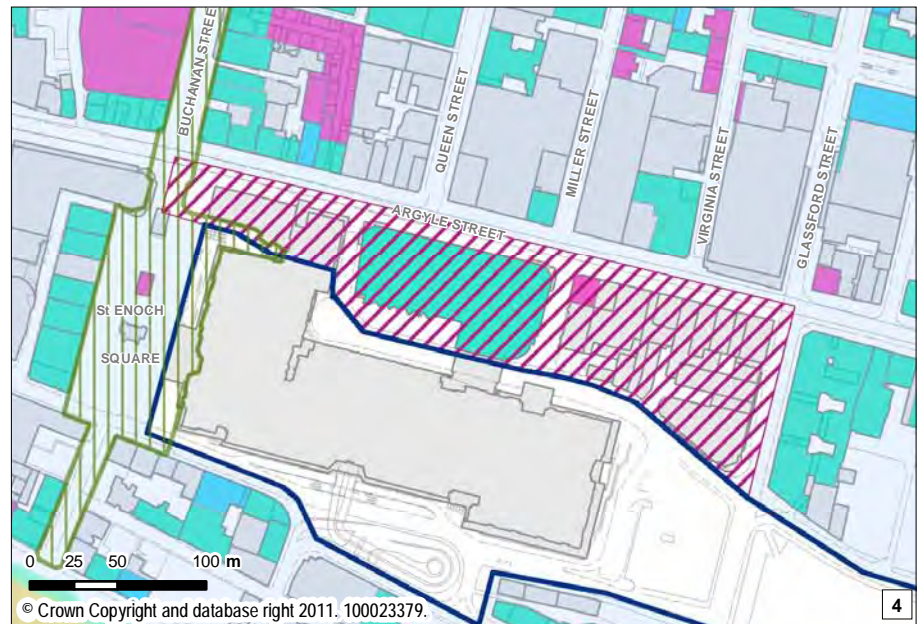 BUCHANAN STREET
QUEEN STREET
MILLER STREET
VIRGINIA STREET
GLASSFORD STREET
ARGYLE STREET
St ENOCH
SQUARE
0 25 50 100 m
© Crown Copyright and database right 2011. 100023379.
4